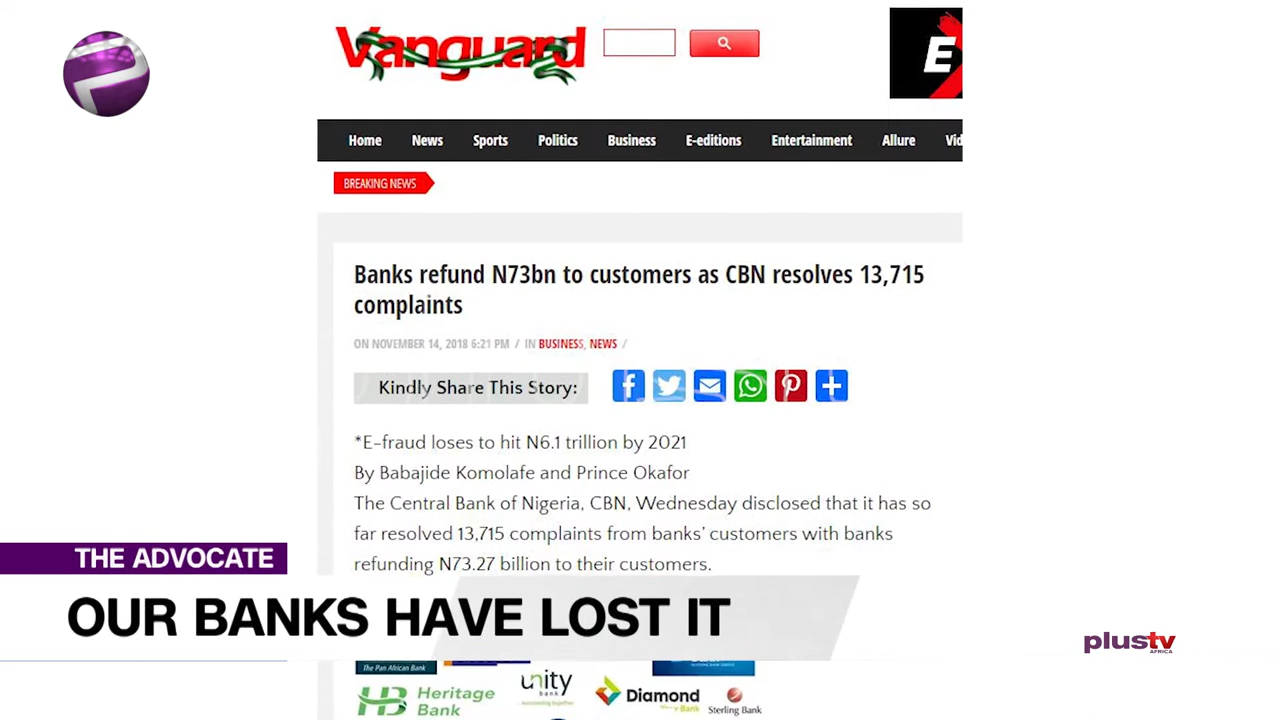 Vanguard
E
Home News Sports Politics Business E-editions Entertainment Allure Vid
BREAKING NEWS
Banks refund N73bn to customers as CBN resolves 13,715
complaints
ON NOVEMBER 14, 2018 6:21 PM / IN BUSINESS, NEWS /
Kindly Share This Story:
*E-fraud loses to hit N6.1 trillion by 2021
By Babajide Komolafe and Prince Okafor
The Central Bank of Nigeria, CBN, Wednesday disclosed that it has so
far resolved 13,715 complaints from banks’ customers with banks
refunding N73.27 billion to their customers.
THE ADVOCATE
OUR BANKS HAVE LOST IT
plustv
AFRICA
The Pan African Bank
Heritage
Bank
unity
bank
Diamond
Bank
Sterling Bank